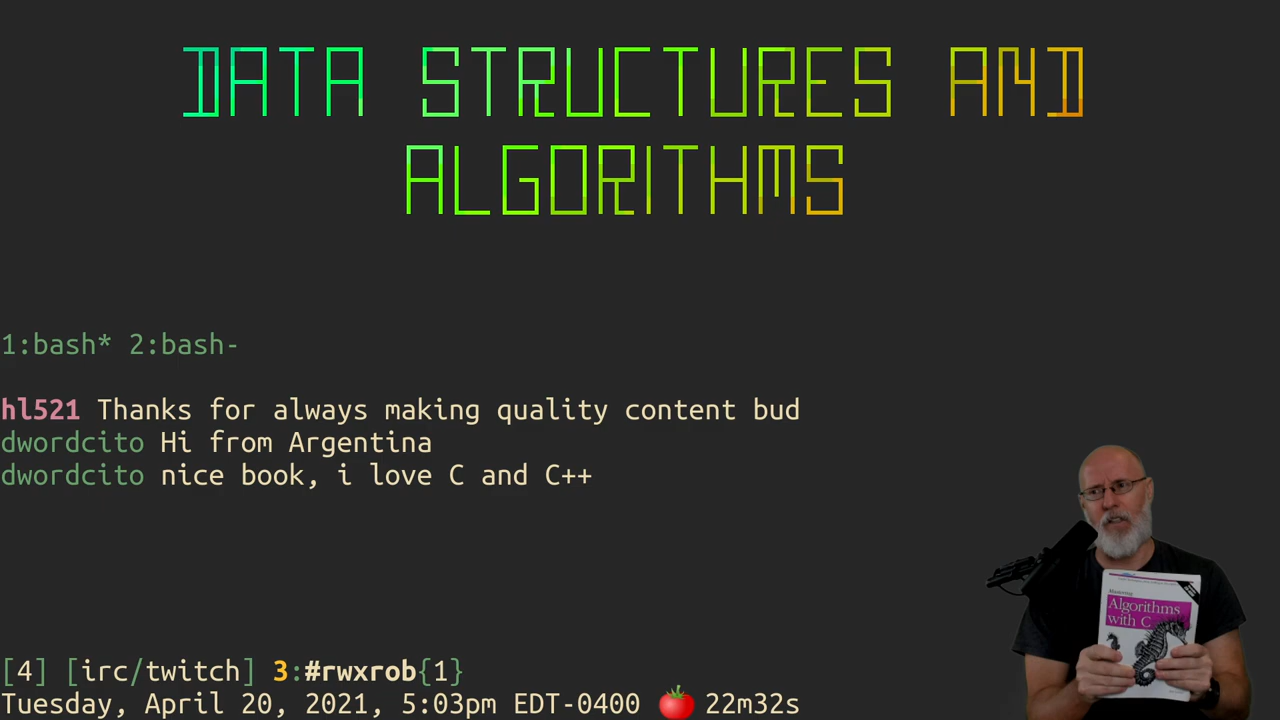 DATA STRUCTURES AND
ALGORITHMS
1:bash* 2:bash-
hl521 Thanks for always making quality content bud
dwordcito Hi from Argentina
dwordcito nice book, i love C and C++
Mastering
Algorithms
with C
[4] [irc/twitch] 3:#rwxrob{1}
Tuesday, April 20, 2021, 5:03pm EDT-0400 🍅 22m32s